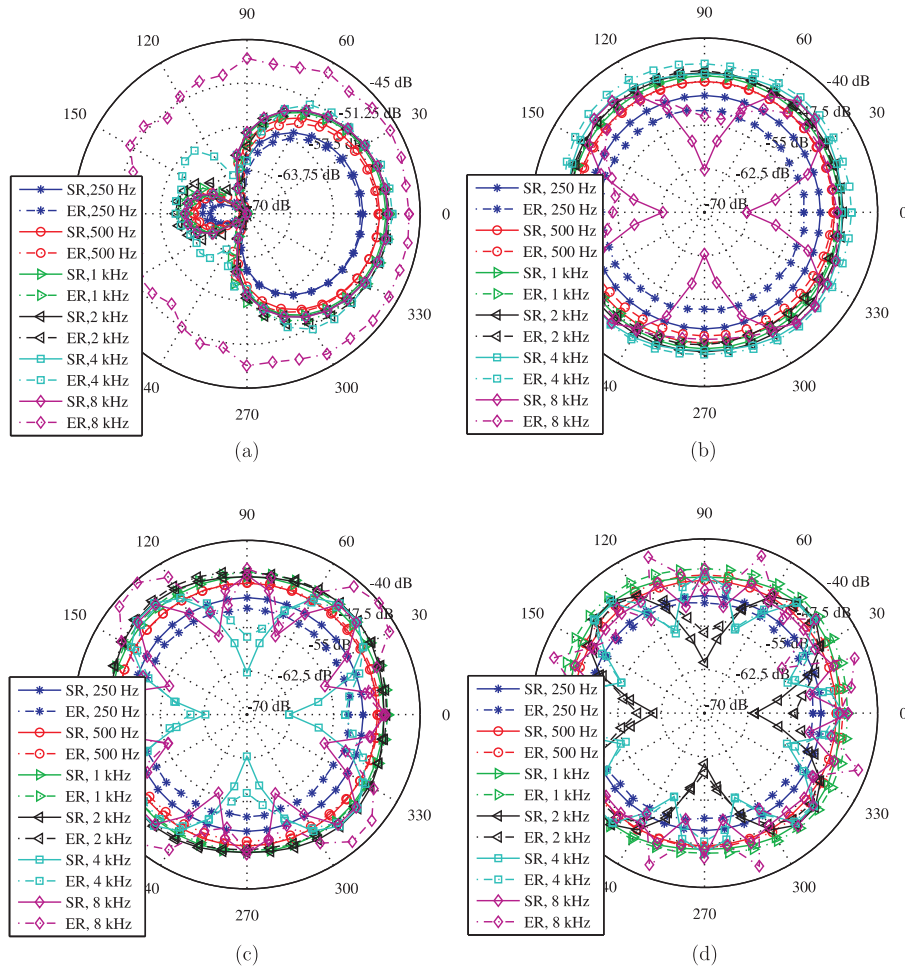 90
120
60
-45 dB
150
-51.25 dB
30
-63.75 dB
-70 dB
0
330
40
300
270
SR,250 Hz
ER,250 Hz
SR,500 Hz
ER,500 Hz
SR,1 kHz
ER,1 kHz
SR,2 kHz
ER,2 kHz
SR,4 kHz
ER,4 kHz
SR,8 kHz
ER,8 kHz
(a)
90
120
60
-40 dB
150
7.5 dB
30
-55 dB
-62.5 dB
-70 dB
0
330
40
300
270
SR, 250 Hz
ER, 250 Hz
SR, 500 Hz
ER, 500 Hz
SR, 1 kHz
ER, 1 kHz
SR, 2 kHz
ER, 2 kHz
SR, 4 kHz
ER, 4 kHz
SR, 8 kHz
ER, 8 kHz
(b)
90
120
60
-40 dB
150
7.5 dB
30
-55 dB
-62.5 dB
-70 dB
0
330
40
300
270
SR, 250 Hz
ER, 250 Hz
SR, 500 Hz
ER, 500 Hz
SR, 1 kHz
ER, 1 kHz
SR, 2 kHz
ER, 2 kHz
SR, 4 kHz
ER, 4 kHz
SR, 8 kHz
ER, 8 kHz
(c)
90
120
60
-40 dB
150
7.5 dB
30
-55 dB
-62.5 dB
-70 dB
0
330
40
300
270
SR, 250 Hz
ER, 250 Hz
SR, 500 Hz
ER, 500 Hz
SR, 1 kHz
ER, 1 kHz
SR, 2 kHz
ER, 2 kHz
SR, 4 kHz
ER, 4 kHz
SR, 8 kHz
ER, 8 kHz
(d)